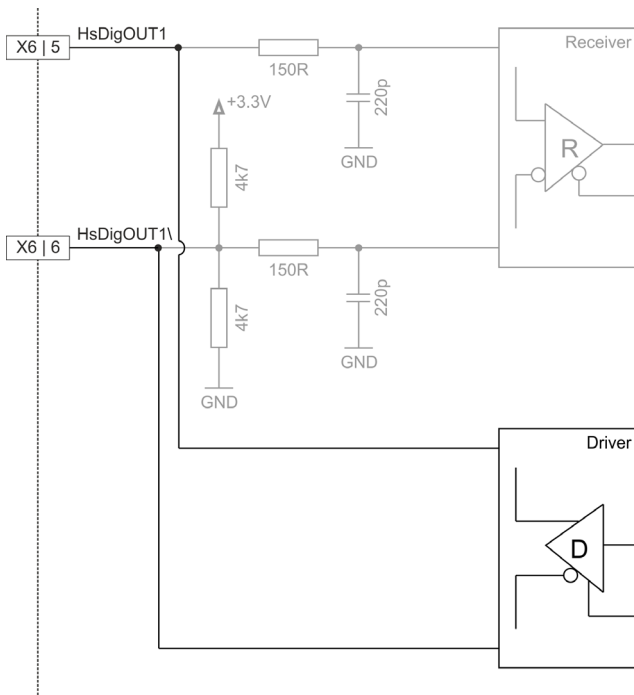 X6 | 5
HsDigOUT1
150R
220p
GND
Receiver
R
+3.3V
4k7
X6 | 6
HsDigOUT1\
150R
220p
GND
4k7
GND
Driver
D